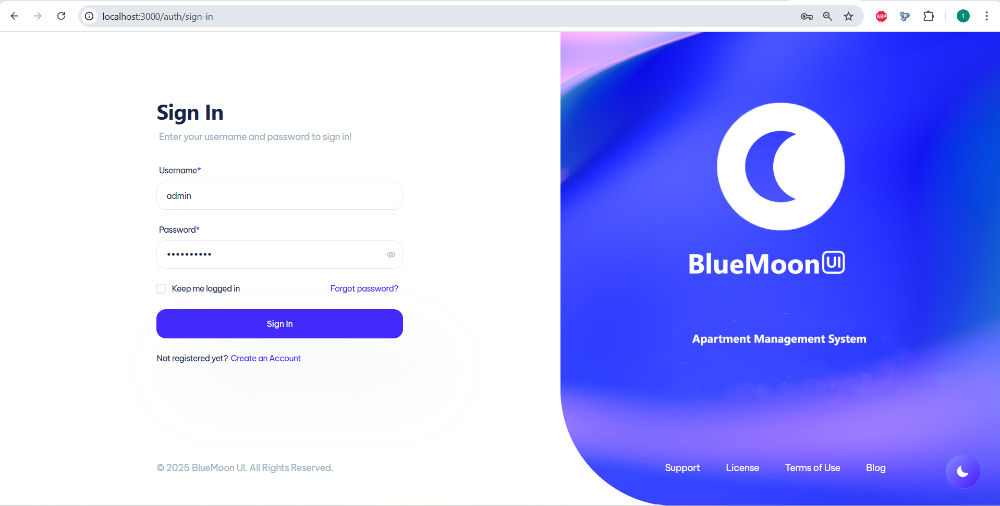 localhost:3000/auth/sign-in
ABP
t
Sign In
Enter your username and password to sign in!
Username*
admin
Password*
••••••••••
Keep me logged in
Forgot password?
Sign In
Not registered yet? Create an Account
© 2025 BlueMoon UI. All Rights Reserved.
BlueMoon UI
Apartment Management System
Support License Terms of Use Blog